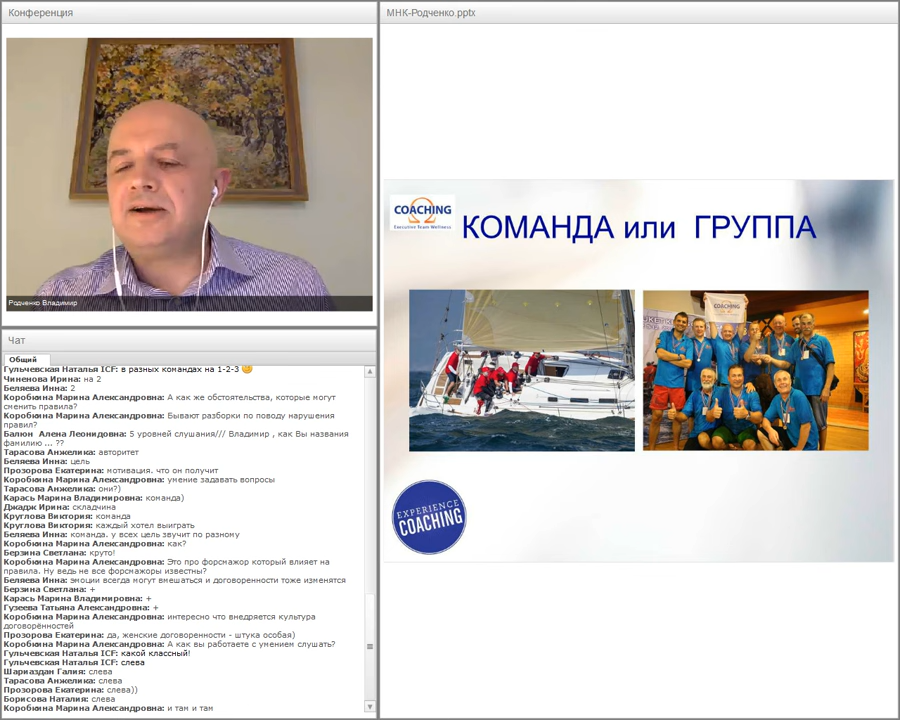 Конференция
Родченко Владимир
Чат
Общий
Гульчевская Наталья ICF: в разных командах на 1-2-3
Чиненова Ирина: на 2
Беляева Инна: 2
Коробкина Марина Александровна: А как же обстоятельства, которые могут
сменить правила?
Коробкина Марина Александровна: Бывают разборки по поводу нарушения
правил?
Балюн Алена Леонидовна: 5 уровней слушания/// Владимир , как Вы названия
фамилию ... ??
Тарасова Анжелика: авторитет
Беляева Инна: цель
Прозорова Екатерина: мотивация. что он получит
Коробкина Марина Александровна: умение задавать вопросы
Тарасова Анжелика: они?)
Карась Марина Владимировна: команда)
Джадж Ирина: складчина
Круглова Виктория: команда
Круглова Виктория: каждый хотел выиграть
Беляева Инна: команда. у всех цель звучит по разному
Коробкина Марина Александровна: как?
Берзина Светлана: круто!
Коробкина Марина Александровна: Это про форсмажор который влияет на
правила. Ну ведь не все форсмажоры известны?
Беляева Инна: эмоции всегда могут вмешаться и договоренности тоже изменятся
Берзина Светлана: +
Карась Марина Владимировна: +
Гузеева Татьяна Александровна: +
Коробкина Марина Александровна: интересно что внедряется культура
договорённостей
Прозорова Екатерина: да, женские договоренности - штука особая)
Коробкина Марина Александровна: А как вы работаете с умением слушать?
Гульчевская Наталья ICF: какой классный!
Гульчевская Наталья ICF: слева
Шариаздан Галия: слева
Тарасова Анжелика: слева
Прозорова Екатерина: слева))
Борисова Наталия: слева
Коробкина Марина Александровна: и там и там
МНК-Родченко.pptx
COACHING
Executive Team Wellness
КОМАНДА или ГРУППА
COACHING
EXPERIENCE
COACHING